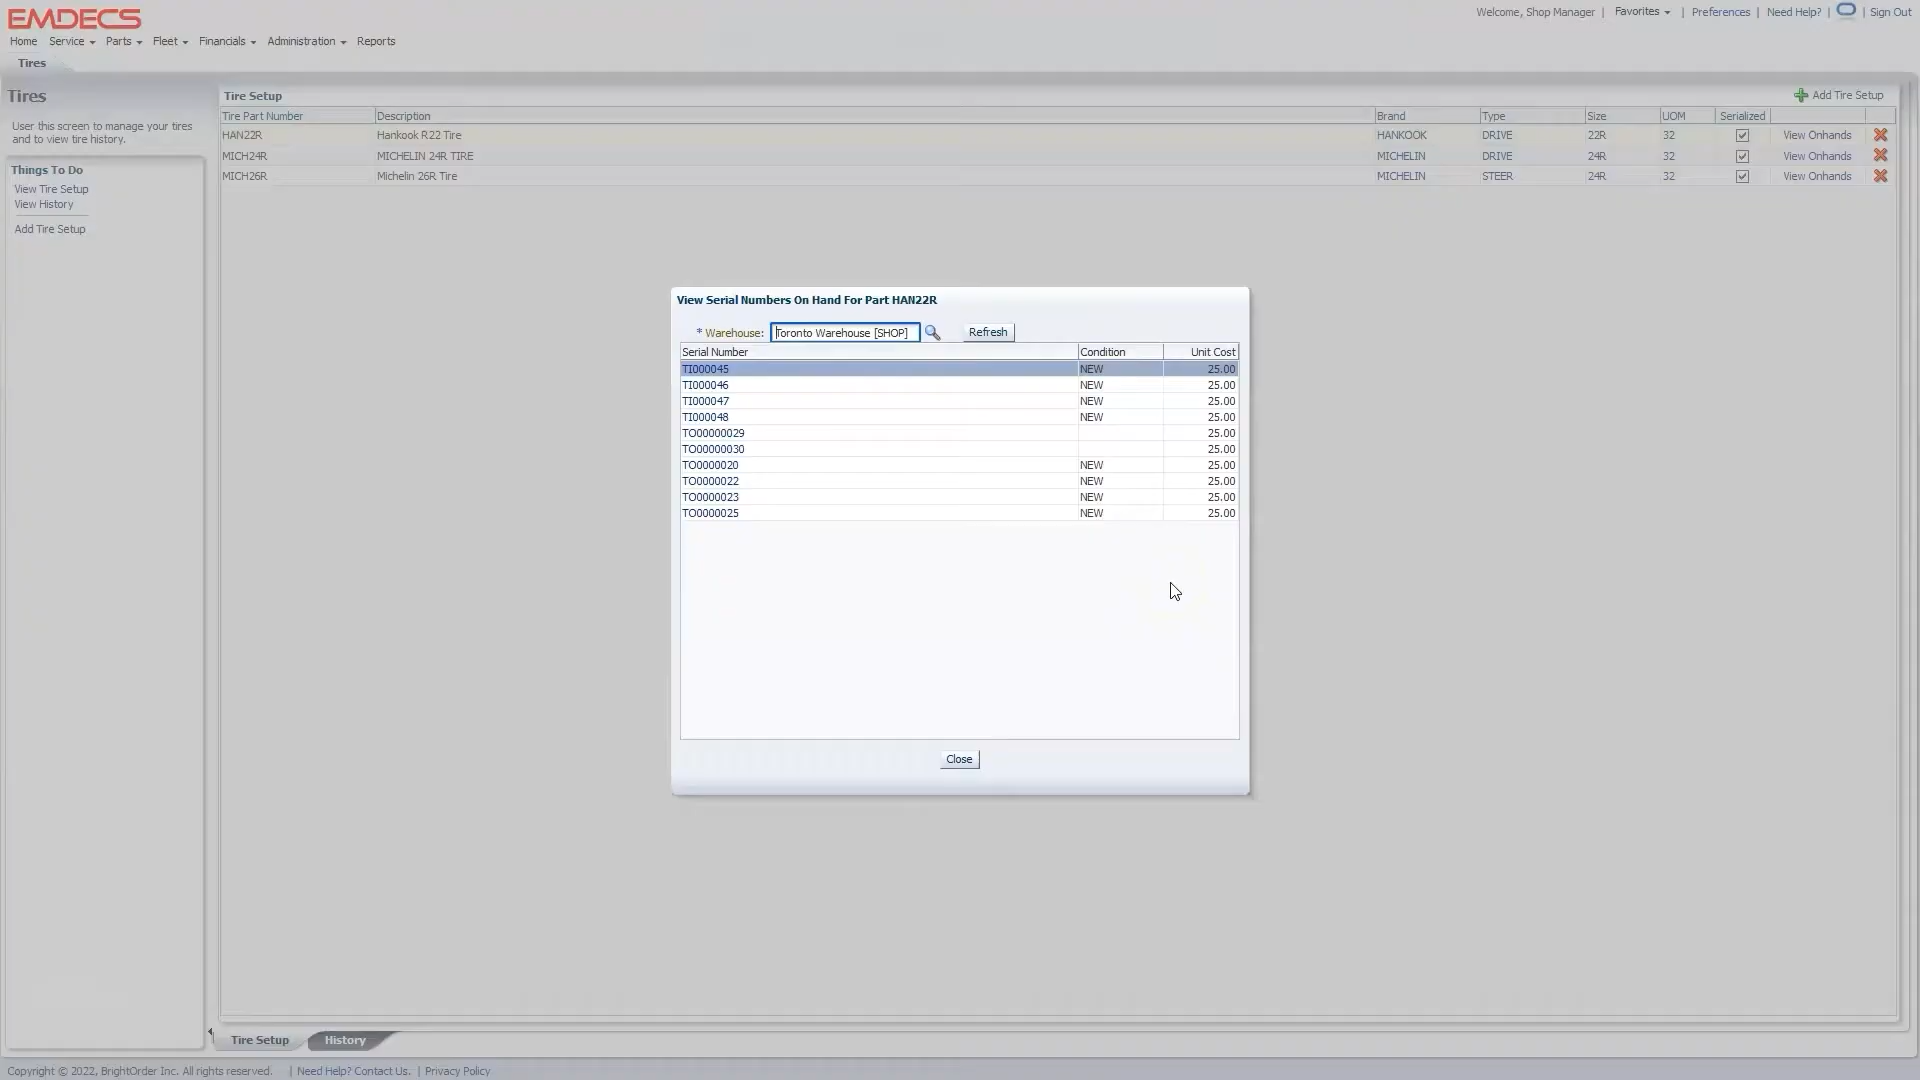 EMDECS
Welcome, Shop Manager | Favorites | Preferences | Need Help? | Sign Out
Home Service Parts Fleet Financials Administration Reports
Tires
Tires
User this screen to manage your tires
and to view tire history.
Things To Do
View Tire Setup
View History
Add Tire Setup
Tire Setup
Add Tire Setup
Tire Part Number Description Brand Type Size UOM Serialized
HAN22R Hankook R22 Tire HANKOOK DRIVE 22R 32 View Onhands
MICH24R MICHELIN 24R TIRE MICHELIN DRIVE 24R 32 View Onhands
MICH26R Michelin 26R Tire MICHELIN STEER 24R 32 View Onhands
View Serial Numbers On Hand For Part HAN22R
* Warehouse: Toronto Warehouse [SHOP] Refresh
Serial Number Condition Unit Cost
TI000045 NEW 25.00
TI000046 NEW 25.00
TI000047 NEW 25.00
TI000048 NEW 25.00
TO00000029 25.00
TO00000030 25.00
TO0000020 NEW 25.00
TO0000022 NEW 25.00
TO0000023 NEW 25.00
TO0000025 NEW 25.00
Close
Tire Setup History
Copyright © 2022, BrightOrder Inc. All rights reserved. | Need Help? Contact Us. | Privacy Policy